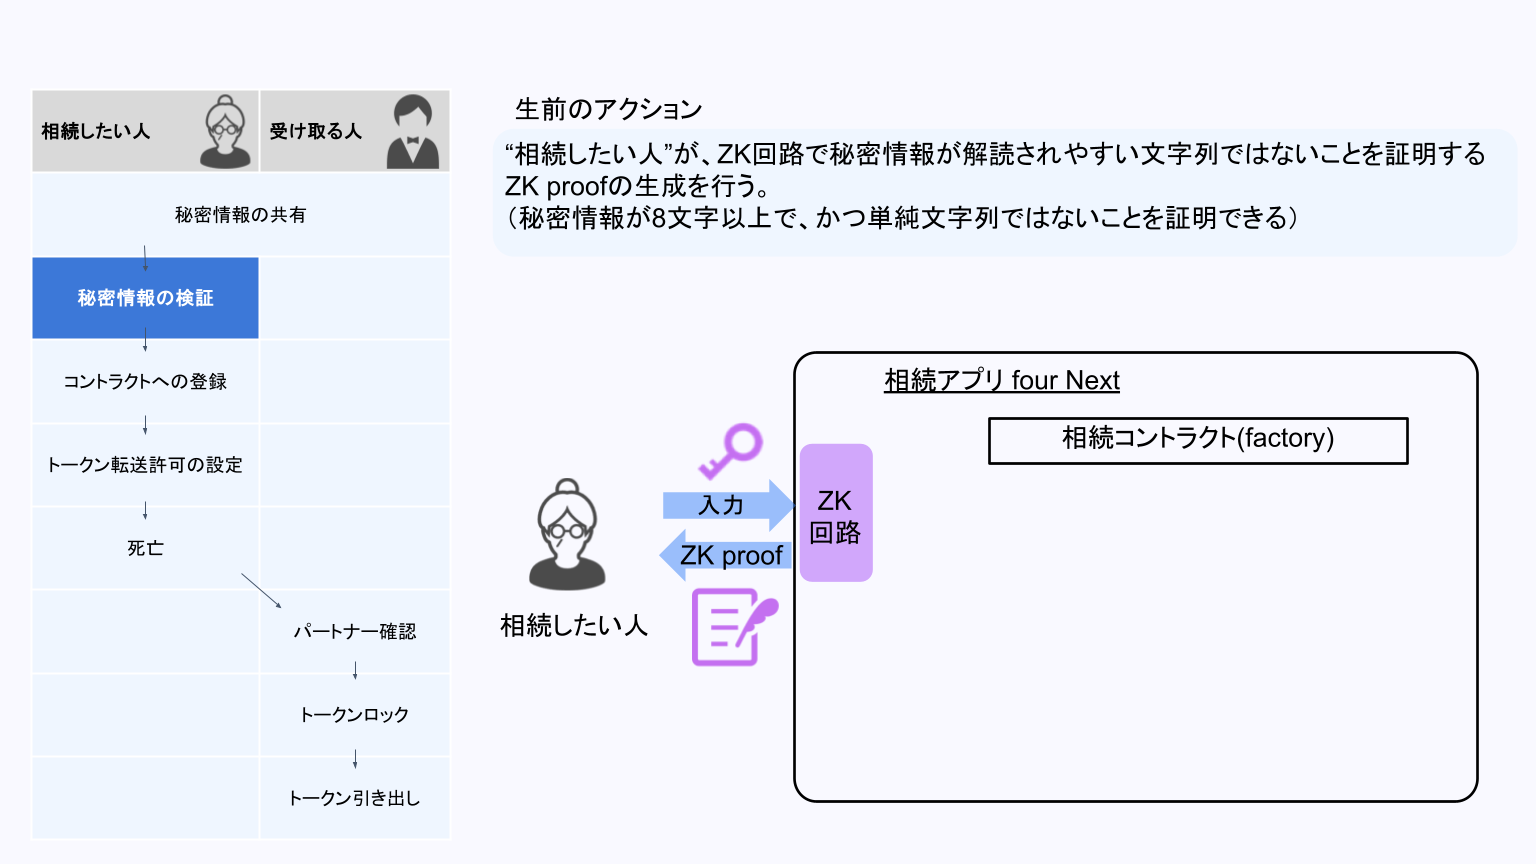 相続したい人
受け取る人
秘密情報の共有
秘密情報の検証
コントラクトへの登録
トークン転送許可の設定
死亡
パートナー確認
トークンロック
トークン引き出し
生前のアクション
“相続したい人”が、ZK回路で秘密情報が解読されやすい文字列ではないことを証明する
ZK proofの生成を行う。
（秘密情報が8文字以上で、かつ単純文字列ではないことを証明できる）
相続アプリ four Next
相続コントラクト(factory)
入力
ZK proof
ZK
回路
相続したい人